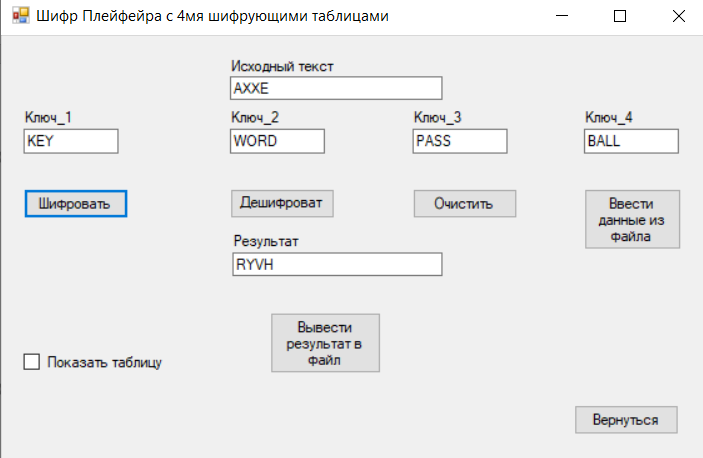 Шифр Плейфейра с 4мя шифрующими таблицами
Исходный текст
AXXE
Ключ_1 Ключ_2 Ключ_3 Ключ_4
KEY WORD PASS BALL
Шифровать Дешифроват Очистить Ввести
данные из
файла
Результат
RYVH
Вывести
результат в
файл
Показать таблицу
Вернуться